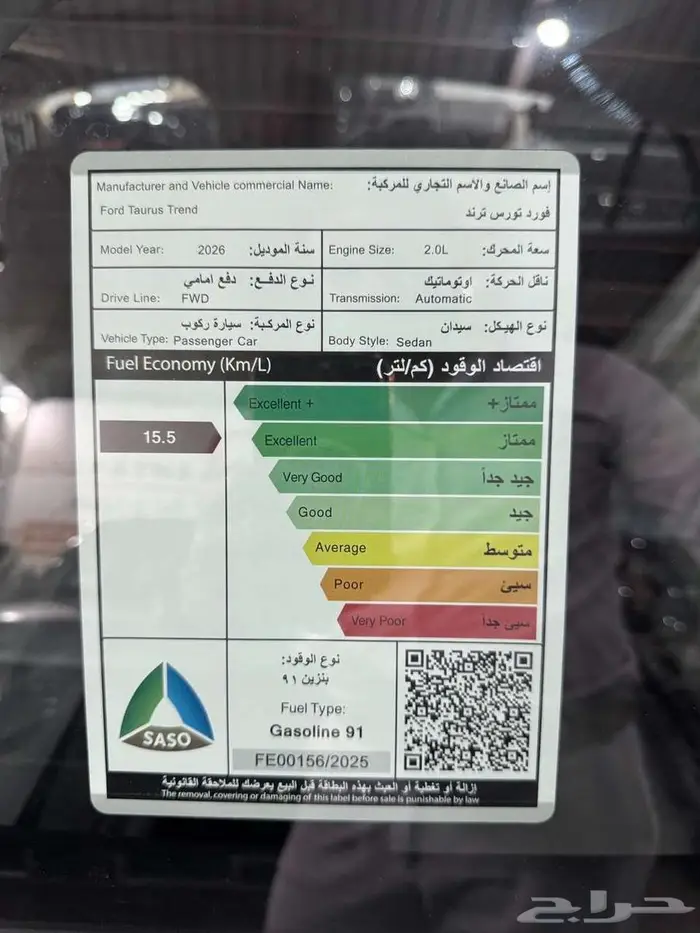 Manufacturer and Vehicle commercial Name: إسم الصانع والاسم التجاري للمركبة:
Ford Taurus Trend فورد تورس ترند
Model Year: 2026 سنة الموديل: Engine Size: 2.0L سعة المحرك:
نوع الدفع: دفع امامي ناقل الحركة: اوتوماتيك
Drive Line: FWD Transmission: Automatic
نوع المركبة: سيارة ركوب نوع الهيكل: سيدان
Vehicle Type: Passenger Car Body Style: Sedan
Fuel Economy (Km/L) اقتصاد الوقود (كم/لتر)
Excellent + ممتاز+
15.5 Excellent ممتاز
Very Good جيد جداً
Good جيد
Average متوسط
Poor سيئ
Very Poor سيئ جداً
نوع الوقود:
بنزين ٩١
Fuel Type:
Gasoline 91
SASO
FE00156/2025
إزالة أو تغطية أو العبث بهذه البطاقة قبل البيع يعرضك للملاحقة القانونية
The removal, covering or damaging of this label before sale is punishable by law
حراج